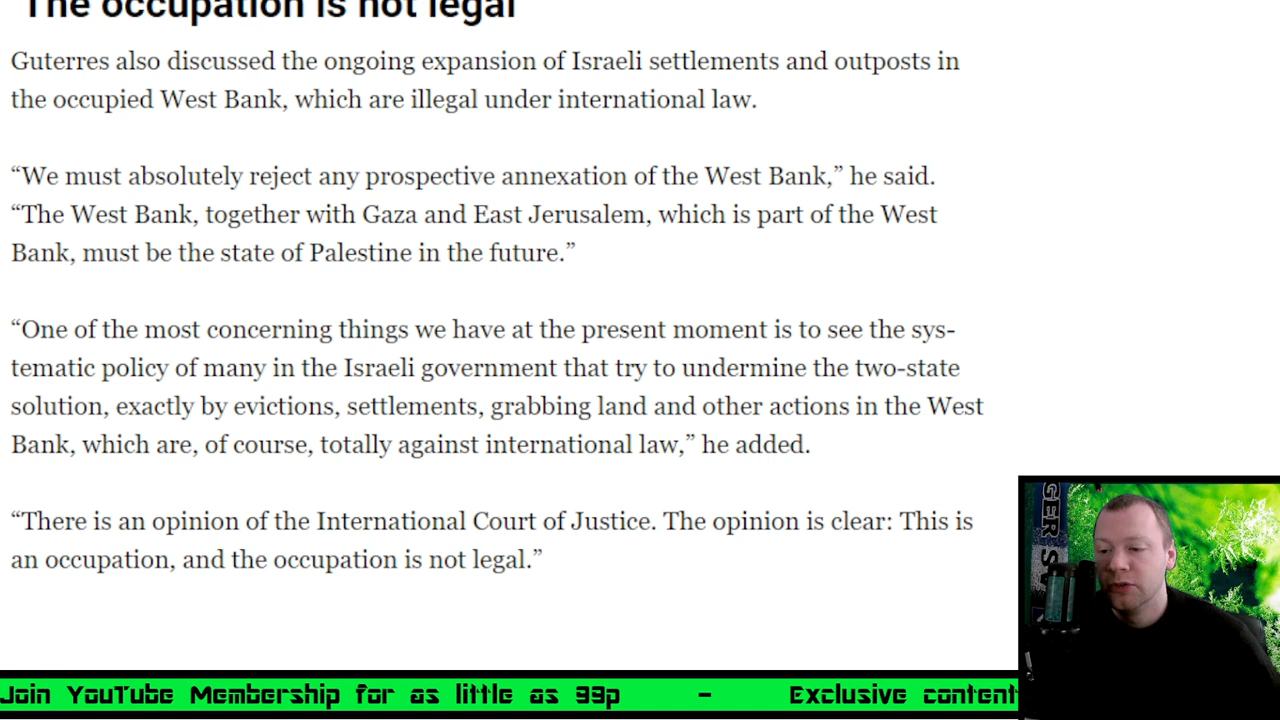 "The occupation is not legal"
Guterres also discussed the ongoing expansion of Israeli settlements and outposts in
the occupied West Bank, which are illegal under international law.
“We must absolutely reject any prospective annexation of the West Bank,” he said.
“The West Bank, together with Gaza and East Jerusalem, which is part of the West
Bank, must be the state of Palestine in the future.”
“One of the most concerning things we have at the present moment is to see the sys-
tematic policy of many in the Israeli government that try to undermine the two-state
solution, exactly by evictions, settlements, grabbing land and other actions in the West
Bank, which are, of course, totally against international law,” he added.
“There is an opinion of the International Court of Justice. The opinion is clear: This is
an occupation, and the occupation is not legal.”
GER SA
Join YouTube Membership for as little as 99p - Exclusive content